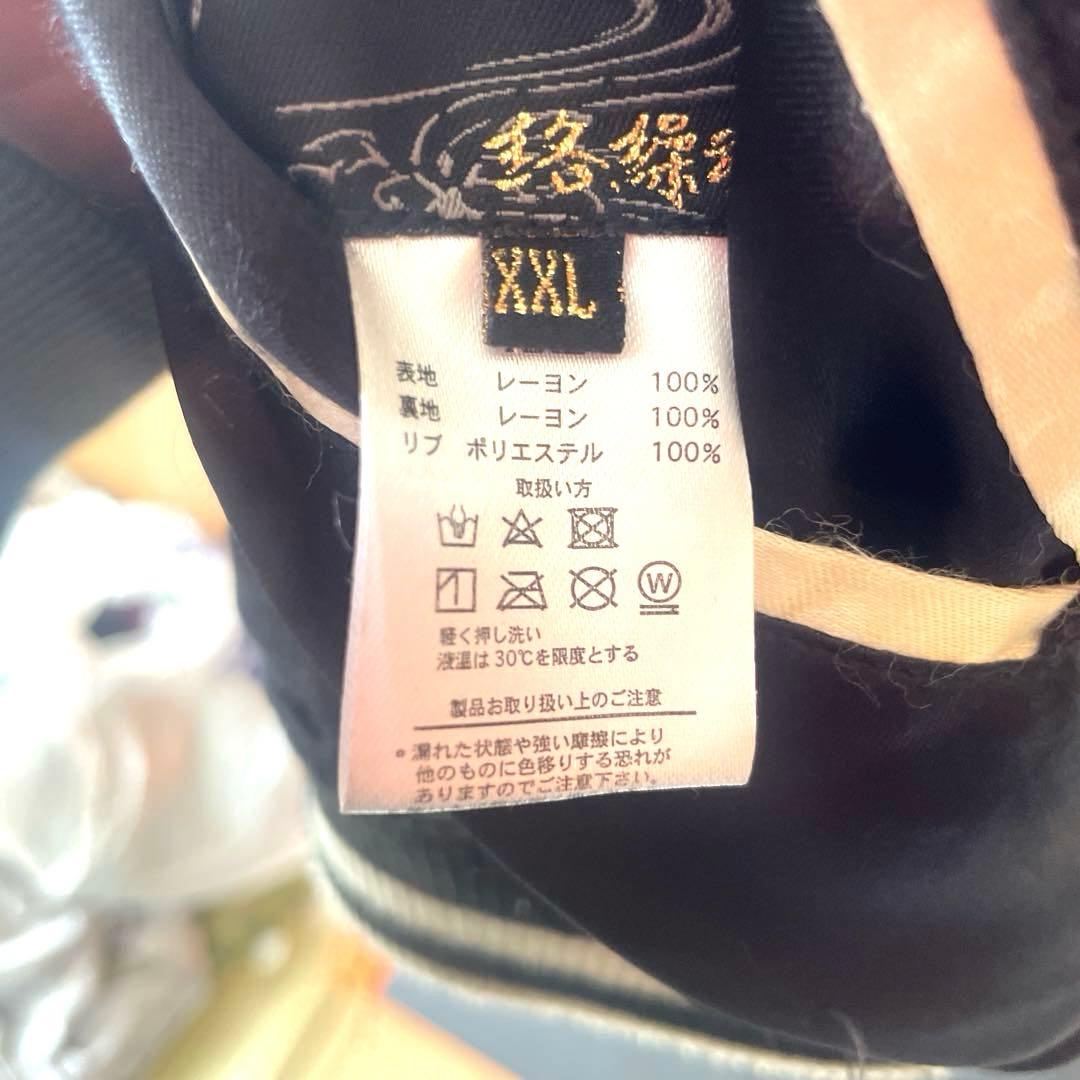 絡繰
XXL
表地 レーヨン 100%
裏地 レーヨン 100%
リブ ポリエステル 100%
取扱い方
W
軽く押し洗い
液温は30℃を限度とする
製品お取り扱い上のご注意
。濡れた状態や強い摩擦により
他のものに色移りする恐れが
ありますのでご注意下さい。